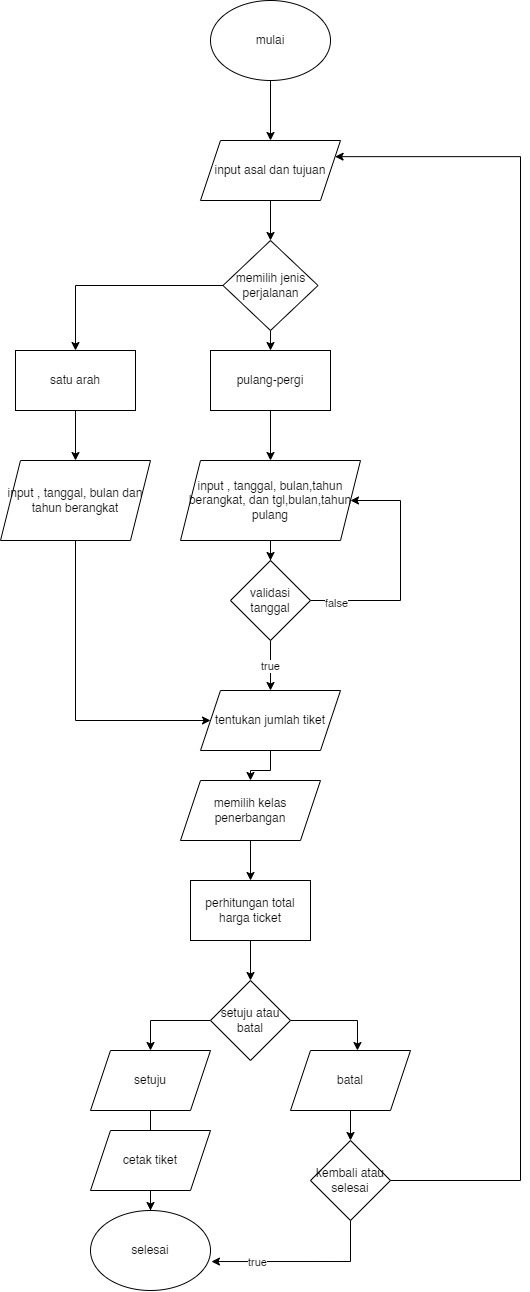 mulai
input asal dan tujuan
memilih jenis
perjalanan
satu arah
pulang-pergi
input , tanggal, bulan dan
tahun berangkat
input , tanggal, bulan,tahun
berangkat, dan tgl,bulan,tahun
pulang
validasi
tanggal
false
true
tentukan jumlah tiket
memilih kelas
penerbangan
perhitungan total
harga ticket
setuju atau
batal
setuju
batal
cetak tiket
kembali atau
selesai
selesai
true